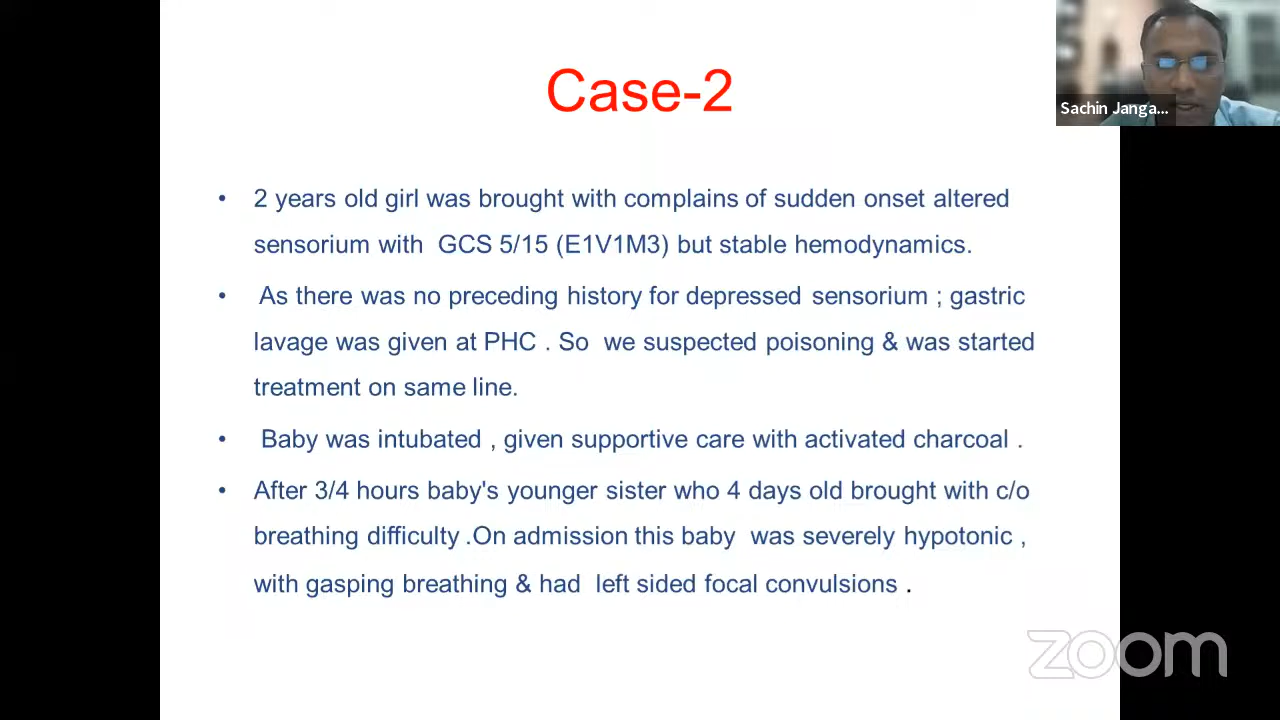 Case-2
• 2 years old girl was brought with complains of sudden onset altered
sensorium with GCS 5/15 (E1V1M3) but stable hemodynamics.
• As there was no preceding history for depressed sensorium ; gastric
lavage was given at PHC . So we suspected poisoning & was started
treatment on same line.
• Baby was intubated , given supportive care with activated charcoal .
• After 3/4 hours baby's younger sister who 4 days old brought with c/o
breathing difficulty .On admission this baby was severely hypotonic ,
with gasping breathing & had left sided focal convulsions .
Sachin Janga...
zoom